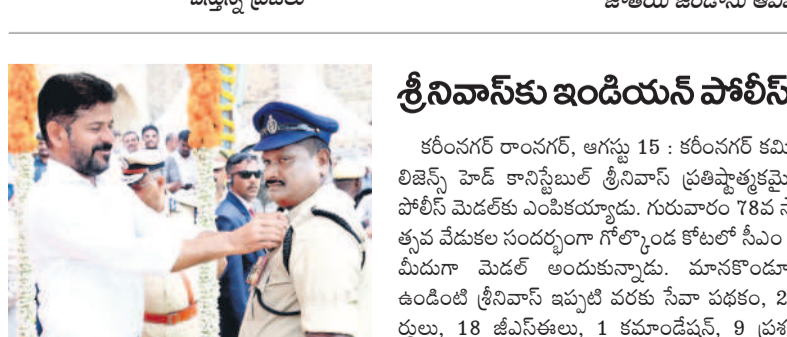 శ్రీనివాస్‌కు ఇండియన్ పోలీస్
కరీంనగర్ రాంనగర్, ఆగస్టు 15 : కరీంనగర్ కమి
లిజెన్స్ హెడ్ కానిస్టేబుల్ శ్రీనివాస్ ప్రతిష్ఠాత్మకమై
పోలీస్ మెడల్‌కు ఎంపికయ్యాడు. గురువారం 78వ
త్సవ వేడుకల సందర్భంగా గోల్కొండ కోటలో సీఎం
మీదుగా మెడల్ అందుకున్నాడు. మానకొండూ
ఉండింటి శ్రీనివాస్ ఇప్పటి వరకు సేవా పథకం, 2
ర్డులు, 18 జీఎస్ఈలు, 1 కమాండేషన్, 9 ప్రశ